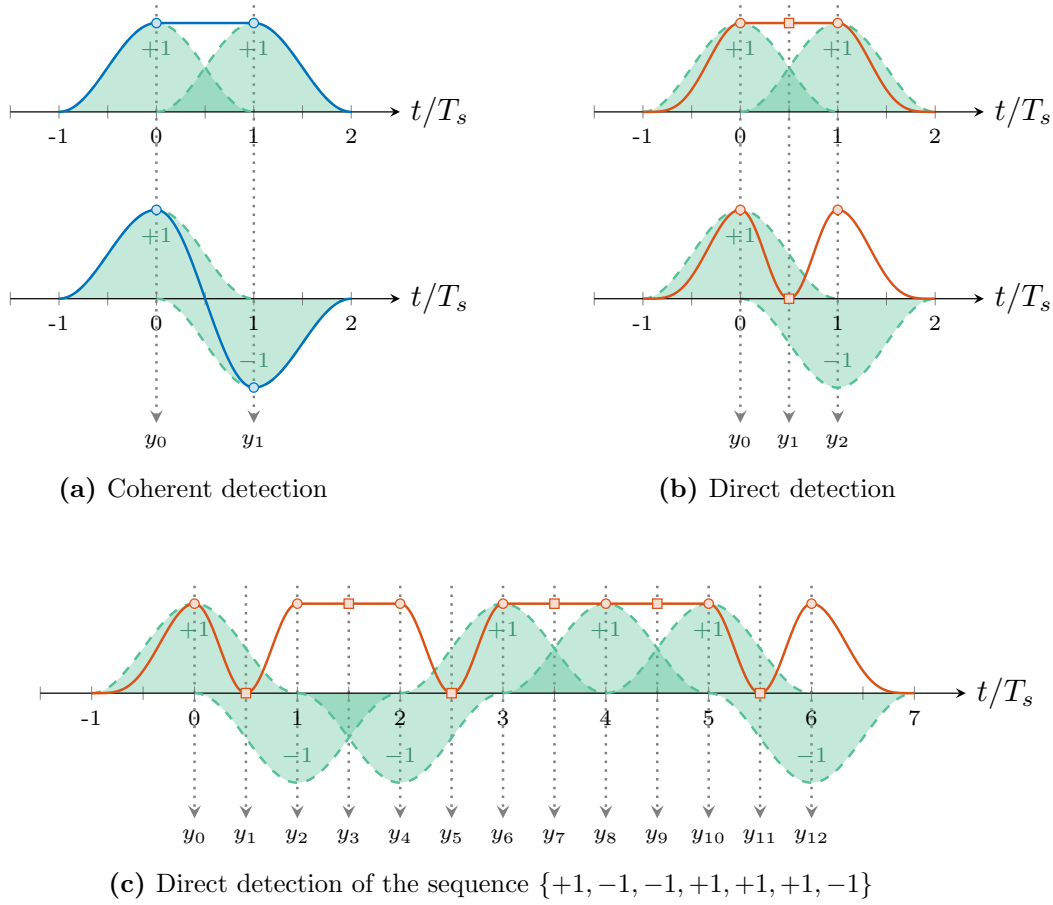 +1 +1
t/T_s
-1 0 1 2
+1
t/T_s
-1 0 1 2
−1
y_0 y_1
(a) Coherent detection
+1 +1
t/T_s
-1 0 1 2
+1
t/T_s
-1 0 1 2
−1
y_0 y_1 y_2
(b) Direct detection
+1 +1 +1 +1
t/T_s
-1 0 1 2 3 4 5 6 7
−1 −1 −1
y_0 y_1 y_2 y_3 y_4 y_5 y_6 y_7 y_8 y_9 y_10 y_11 y_12
(c) Direct detection of the sequence {+1, −1, −1, +1, +1, +1, −1}